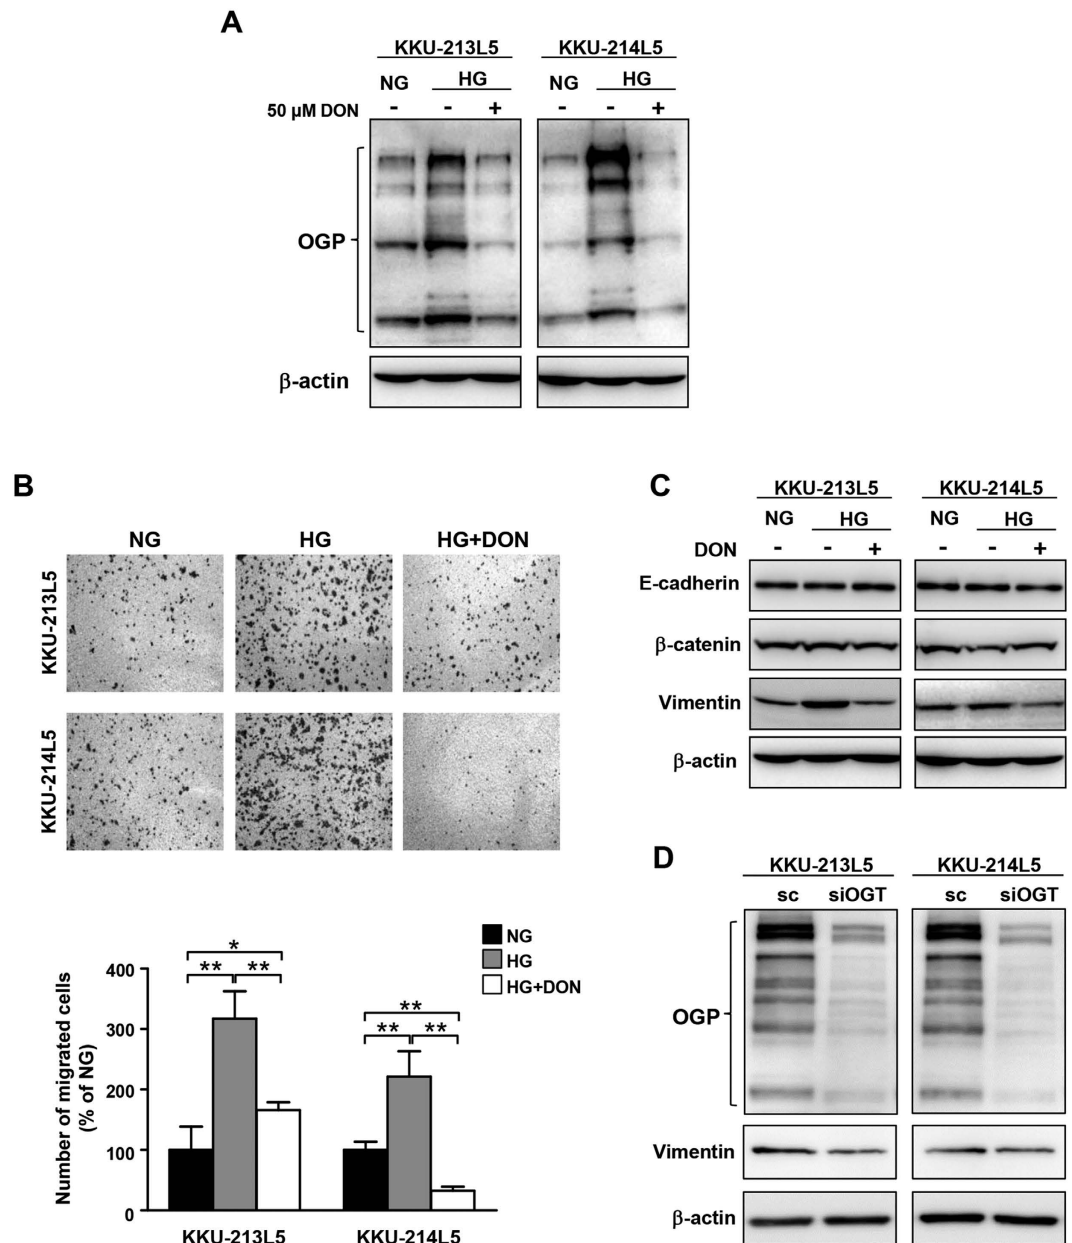 A
KKU-213L5 KKU-214L5
NG HG NG HG
50 µM DON - - + - - +
OGP
β-actin
B
NG HG HG+DON
KKU-213L5
KKU-214L5
NG
HG
HG+DON
Number of migrated cells
(% of NG)
400
300
200
100
0
* ** **
** ** **
KKU-213L5 KKU-214L5
C
KKU-213L5 KKU-214L5
NG HG NG HG
DON - - + - - +
E-cadherin
β-catenin
Vimentin
β-actin
D
KKU-213L5 KKU-214L5
sc siOGT sc siOGT
OGP
Vimentin
β-actin